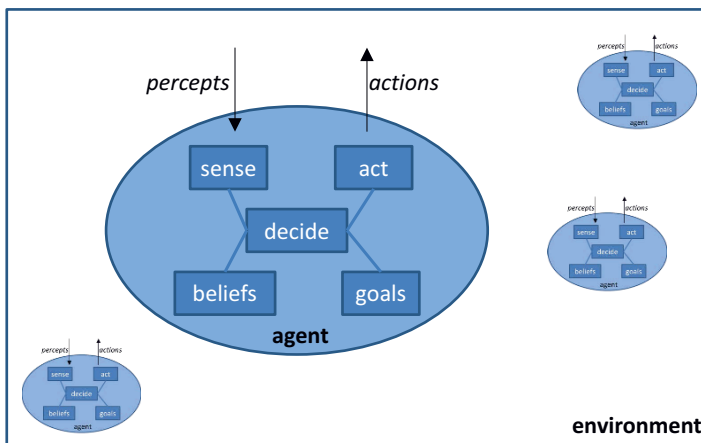 percepts actions
sense act
decide
beliefs goals
agent
percepts actions
sense act
decide
beliefs goals
agent
percepts actions
sense act
decide
beliefs goals
agent
percepts actions
sense act
decide
beliefs goals
agent
environment